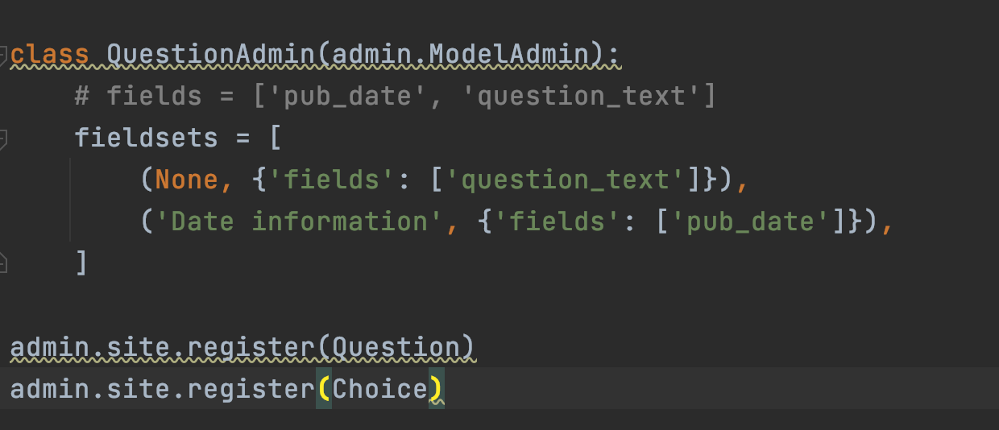 class QuestionAdmin(admin.ModelAdmin):
    # fields = ['pub_date', 'question_text']
    fieldsets = [
        (None, {'fields': ['question_text']}),
        ('Date information', {'fields': ['pub_date']}),
    ]
admin.site.register(Question)
admin.site.register(Choice)